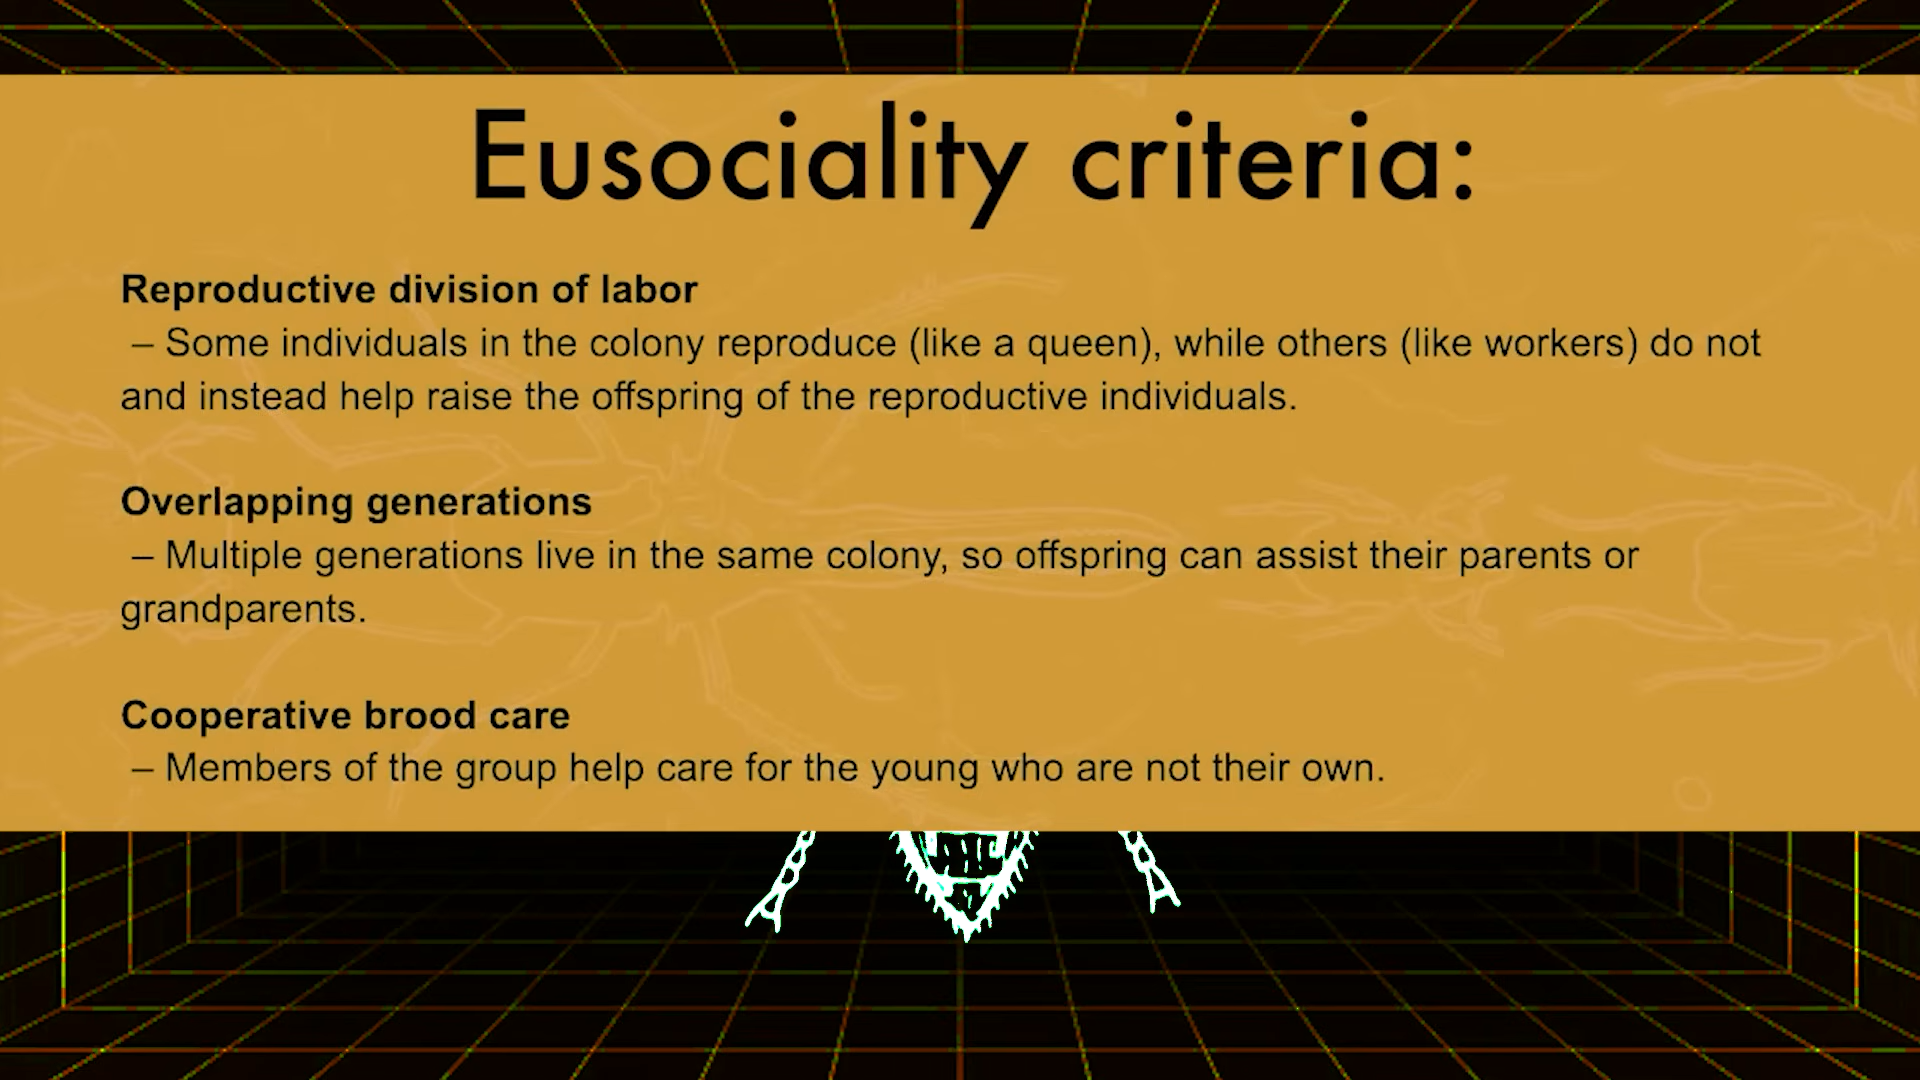 Eusociality criteria:
Reproductive division of labor
– Some individuals in the colony reproduce (like a queen), while others (like workers) do not
and instead help raise the offspring of the reproductive individuals.
Overlapping generations
– Multiple generations live in the same colony, so offspring can assist their parents or
grandparents.
Cooperative brood care
– Members of the group help care for the young who are not their own.